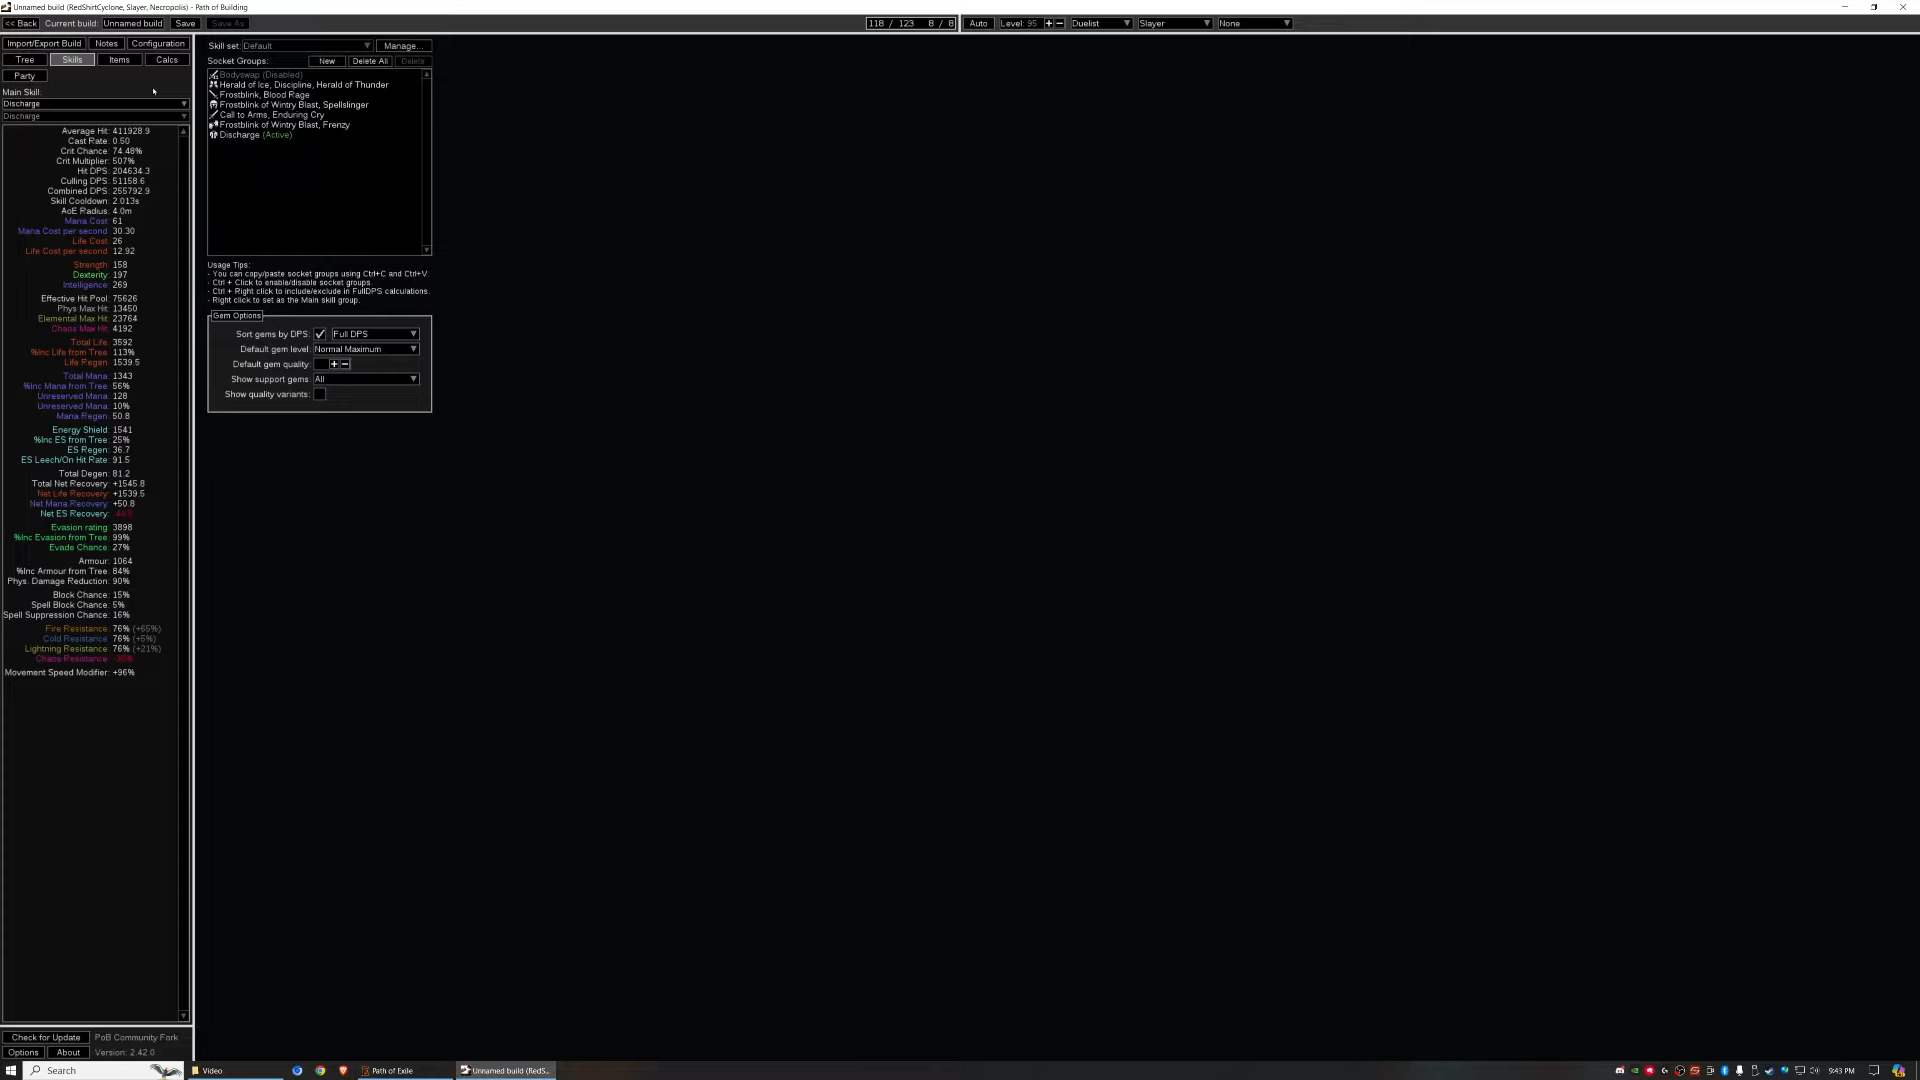 Unnamed build (RedShirtCyclone, Slayer, Necropolis) - Path of Building
<< Back Current build: Unnamed build Save Save As 118 / 123 8 / 8 Auto Level: 95 + − Duelist Slayer None
Import/Export Build Notes Configuration
Tree Skills Items Calcs
Party
Main Skill:
Discharge
Discharge
Average Hit: 411928.9
Cast Rate: 0.50
Crit Chance: 74.48%
Crit Multiplier: 507%
Hit DPS: 204634.3
Culling DPS: 51158.6
Combined DPS: 255792.9
Skill Cooldown: 2.013s
AoE Radius: 4.0m
Mana Cost: 61
Mana Cost per second: 30.30
Life Cost: 26
Life Cost per second: 12.92
Strength: 158
Dexterity: 197
Intelligence: 269
Effective Hit Pool: 75626
Phys Max Hit: 13450
Elemental Max Hit: 23764
Chaos Max Hit: 4192
Total Life: 3592
%Inc Life from Tree: 113%
Life Regen: 1539.5
Total Mana: 1343
%Inc Mana from Tree: 56%
Unreserved Mana: 128
Unreserved Mana: 10%
Mana Regen: 50.8
Energy Shield: 1541
%Inc ES from Tree: 25%
ES Regen: 36.7
ES Leech/On Hit Rate: 91.5
Total Degen: 81.2
Total Net Recovery: +1545.8
Net Life Recovery: +1539.5
Net Mana Recovery: +50.8
Net ES Recovery:
Evasion rating: 3898
%Inc Evasion from Tree: 99%
Evade Chance: 27%
Armour: 1064
%Inc Armour from Tree: 84%
Phys. Damage Reduction: 90%
Block Chance: 15%
Spell Block Chance: 5%
Spell Suppression Chance: 16%
Fire Resistance: 76% (+65%)
Cold Resistance: 76% (+5%)
Lightning Resistance: 76% (+21%)
Chaos Resistance:
Movement Speed Modifier: +96%
Check for Update PoB Community Fork
Options About Version: 2.42.0
Skill set: Default Manage...
Socket Groups: New Delete All Delete
Bodyswap (Disabled)
Herald of Ice, Discipline, Herald of Thunder
Frostblink, Blood Rage
Frostblink of Wintry Blast, Spellslinger
Call to Arms, Enduring Cry
Frostblink of Wintry Blast, Frenzy
Discharge (Active)
Usage Tips:
- You can copy/paste socket groups using Ctrl+C and Ctrl+V.
- Ctrl + Click to enable/disable socket groups.
- Ctrl + Right click to include/exclude in FullDPS calculations.
- Right click to set as the Main skill group.
Gem Options
Sort gems by DPS: Full DPS
Default gem level: Normal Maximum
Default gem quality: + −
Show support gems: All
Show quality variants:
Search Video Path of Exile Unnamed build (RedS... 9:43 PM